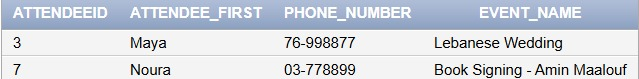 ATTENDEEID ATTENDEE_FIRST PHONE_NUMBER EVENT_NAME
3 Maya 76-998877 Lebanese Wedding
7 Noura 03-778899 Book Signing - Amin Maalouf